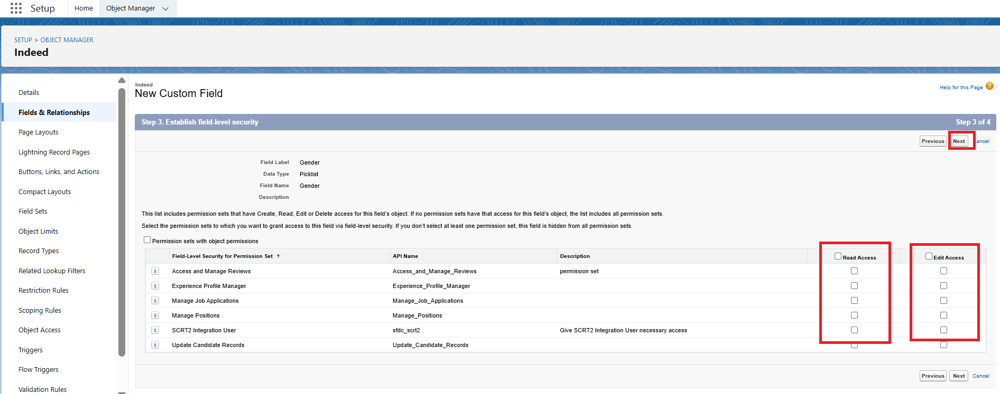 Setup
Home
Object Manager
SETUP > OBJECT MANAGER
Indeed
Details
Fields & Relationships
Page Layouts
Lightning Record Pages
Buttons, Links, and Actions
Compact Layouts
Field Sets
Object Limits
Record Types
Related Lookup Filters
Restriction Rules
Scoping Rules
Object Access
Triggers
Flow Triggers
Validation Rules
Indeed
New Custom Field
Help for this Page ?
Step 3. Establish field-level security
Step 3 of 4
Previous Next Cancel
Field Label Gender
Data Type Picklist
Field Name Gender
Description
This list includes permission sets that have Create, Read, Edit or Delete access for this field's object. If no permission sets have that access for this field's object, the list includes all permission sets.
Select the permission sets to which you want to grant access to this field via field-level security. If you don't select at least one permission set, this field is hidden from all permission sets.
Permission sets with object permissions
Field-Level Security for Permission Set ↑ API Name Description Read Access Edit Access
i Access and Manage Reviews Access_and_Manage_Reviews permission set
i Experience Profile Manager Experience_Profile_Manager
i Manage Job Applications Manage_Job_Applications
i Manage Positions Manage_Positions
i SCRT2 Integration User sfdc_scrt2 Give SCRT2 Integration User necessary access
i Update Candidate Records Update_Candidate_Records
Previous Next Cancel